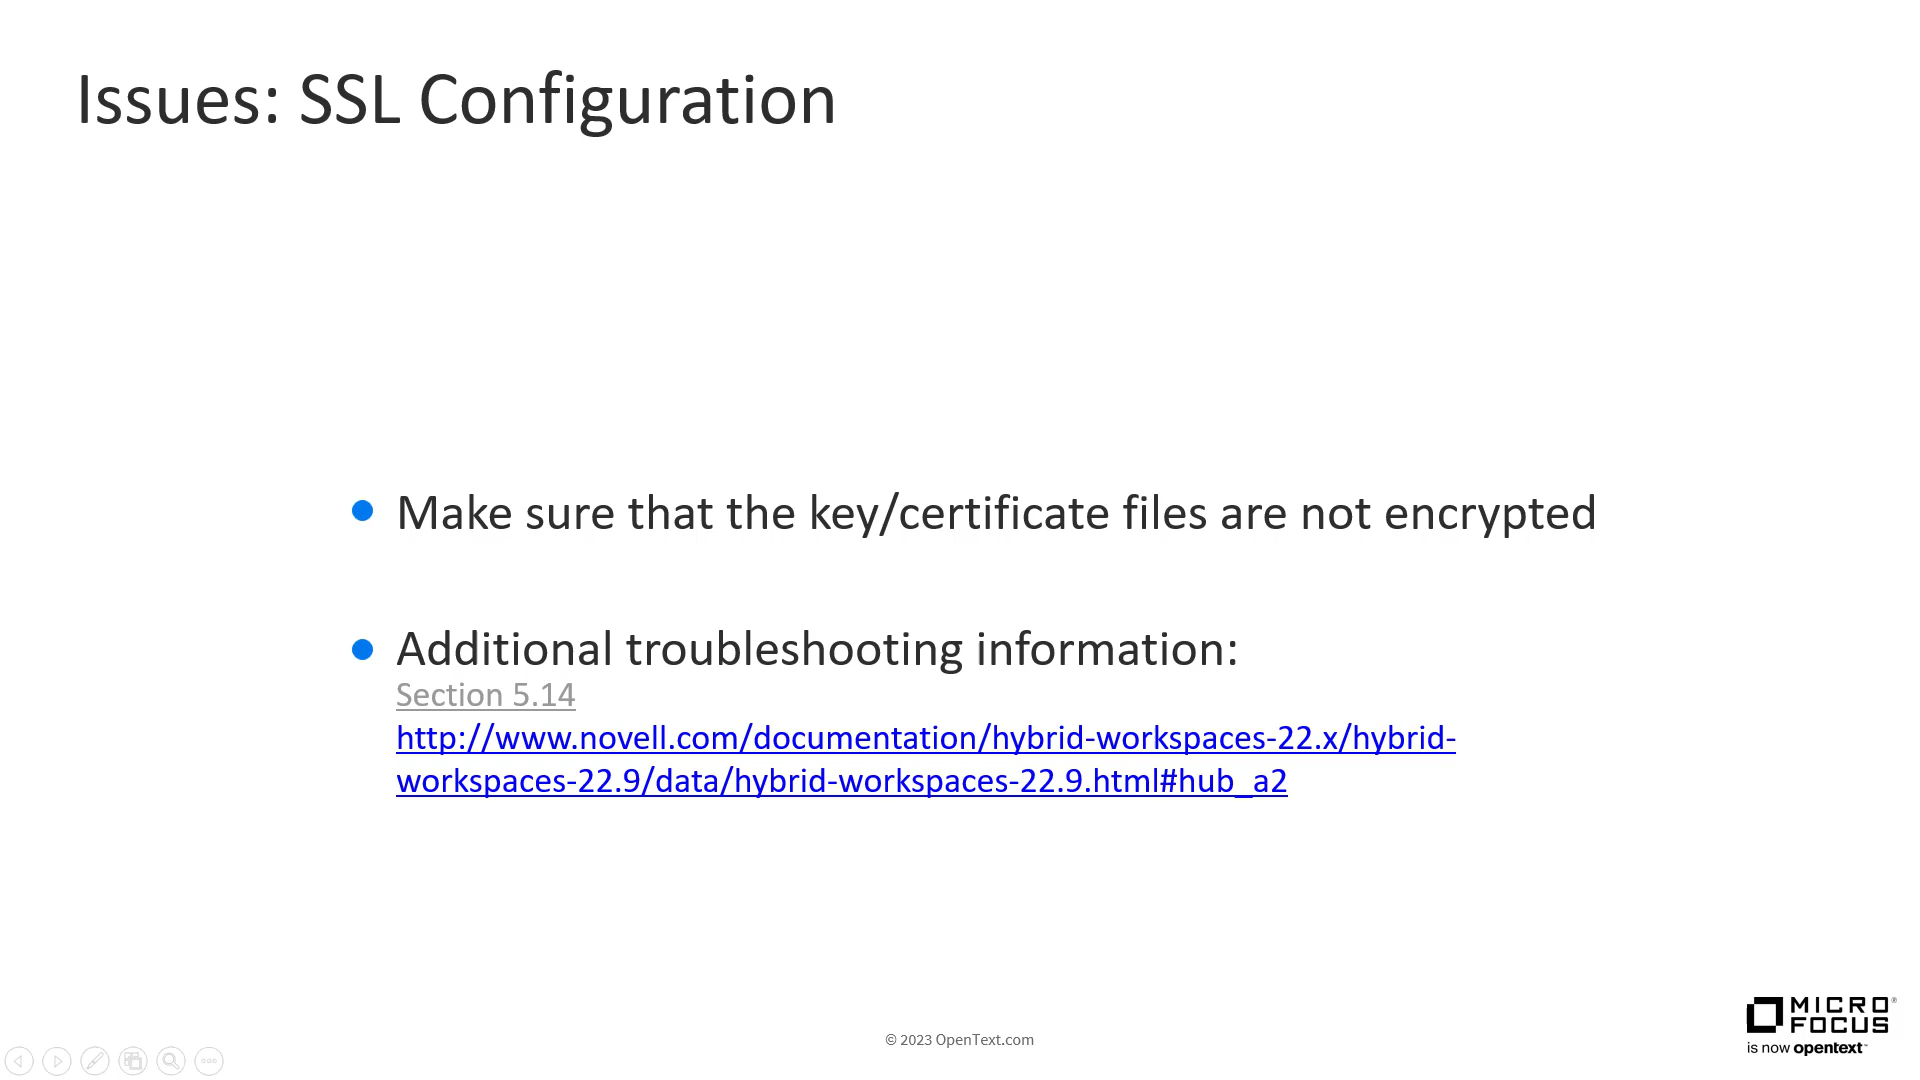 Issues: SSL Configuration
Make sure that the key/certificate files are not encrypted
Additional troubleshooting information:
Section 5.14
http://www.novell.com/documentation/hybrid-workspaces-22.x/hybrid-
workspaces-22.9/data/hybrid-workspaces-22.9.html#hub_a2
© 2023 OpenText.com
MICRO®
FOCUS
is now opentext™